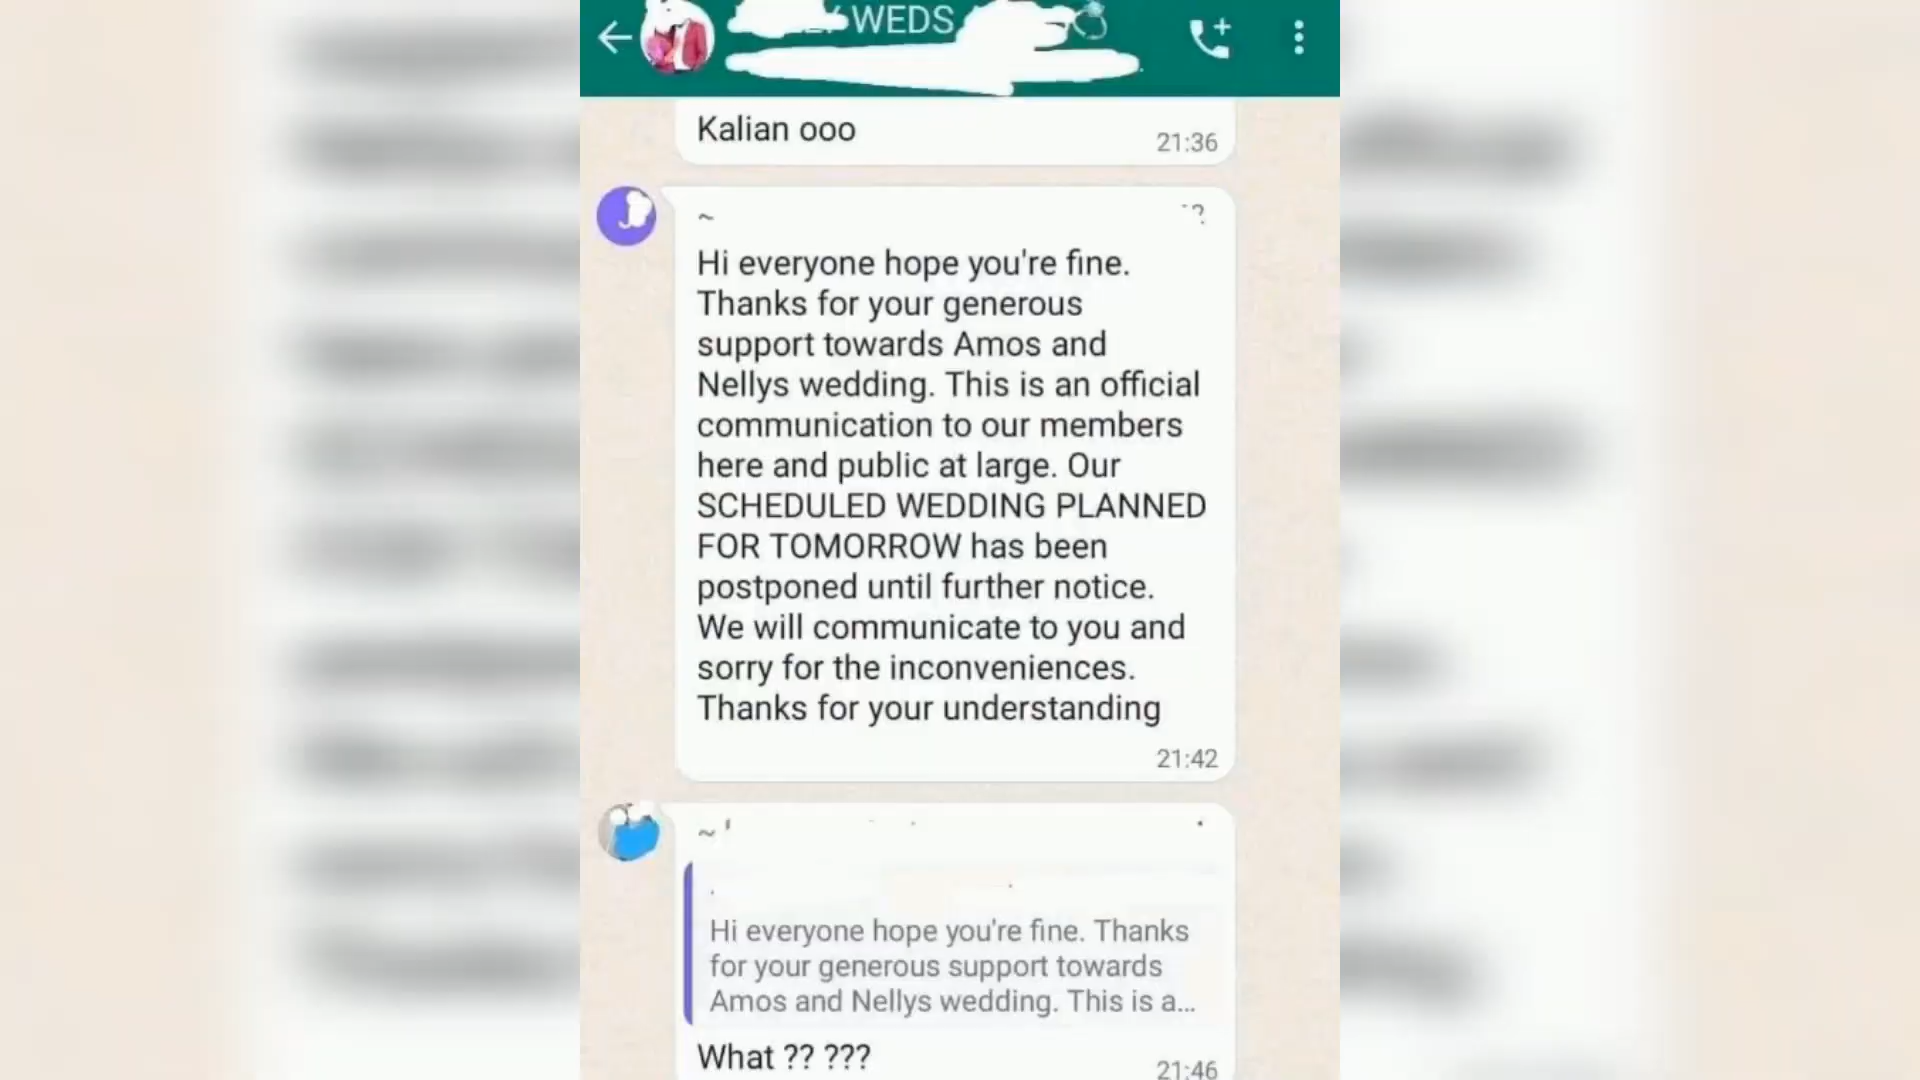 WEDS
Kalian ooo
21:36
~
Hi everyone hope you're fine.
Thanks for your generous
support towards Amos and
Nellys wedding. This is an official
communication to our members
here and public at large. Our
SCHEDULED WEDDING PLANNED
FOR TOMORROW has been
postponed until further notice.
We will communicate to you and
sorry for the inconveniences.
Thanks for your understanding
21:42
~
Hi everyone hope you're fine. Thanks
for your generous support towards
Amos and Nellys wedding. This is a...
What ?? ???
21:46